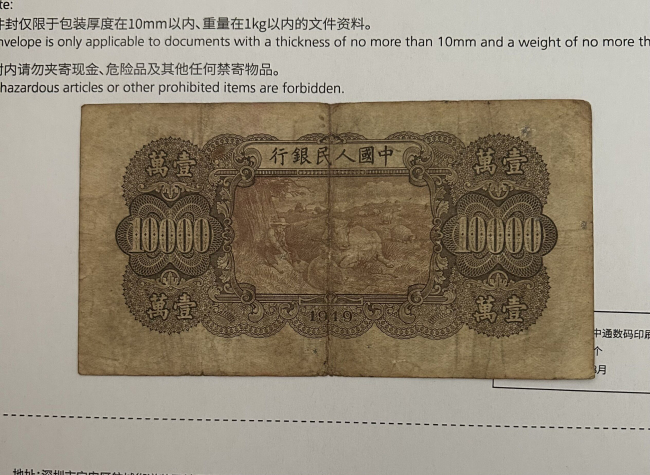 te:
件封仅限于包装厚度在10mm以内、重量在1kg以内的文件资料。
nvelope is only applicable to documents with a thickness of no more than 10mm and a weight of no more th
封内请勿夹寄现金、危险品及其他任何禁寄物品。
hazardous articles or other prohibited items are forbidden.
行銀民人國中
萬壹
萬壹
10000
10000
萬壹
萬壹
1949
中通数码印刷
个
月